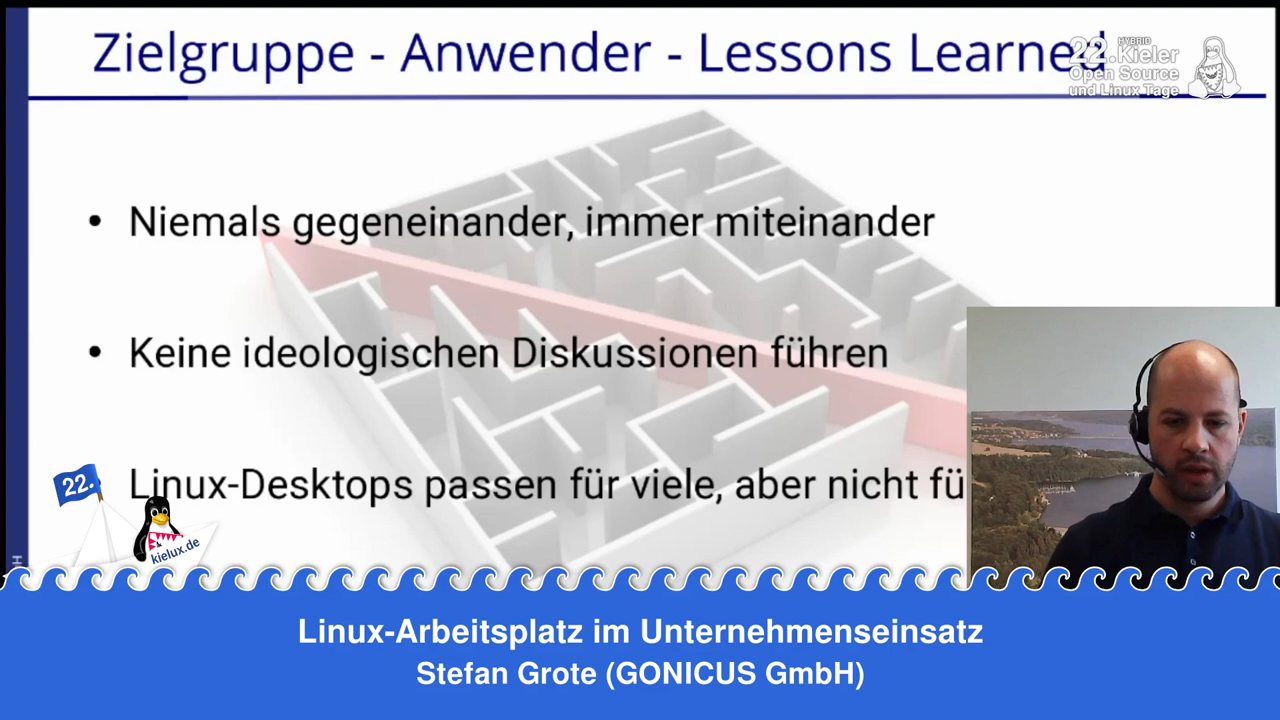 Zielgruppe - Anwender - Lessons Learned
HYBRID
22. Kieler
Open Source
und Linux Tage
• Niemals gegeneinander, immer miteinander
• Keine ideologischen Diskussionen führen
Linux-Desktops passen für viele, aber nicht fü
22.
kielux.de
H
Linux-Arbeitsplatz im Unternehmenseinsatz
Stefan Grote (GONICUS GmbH)